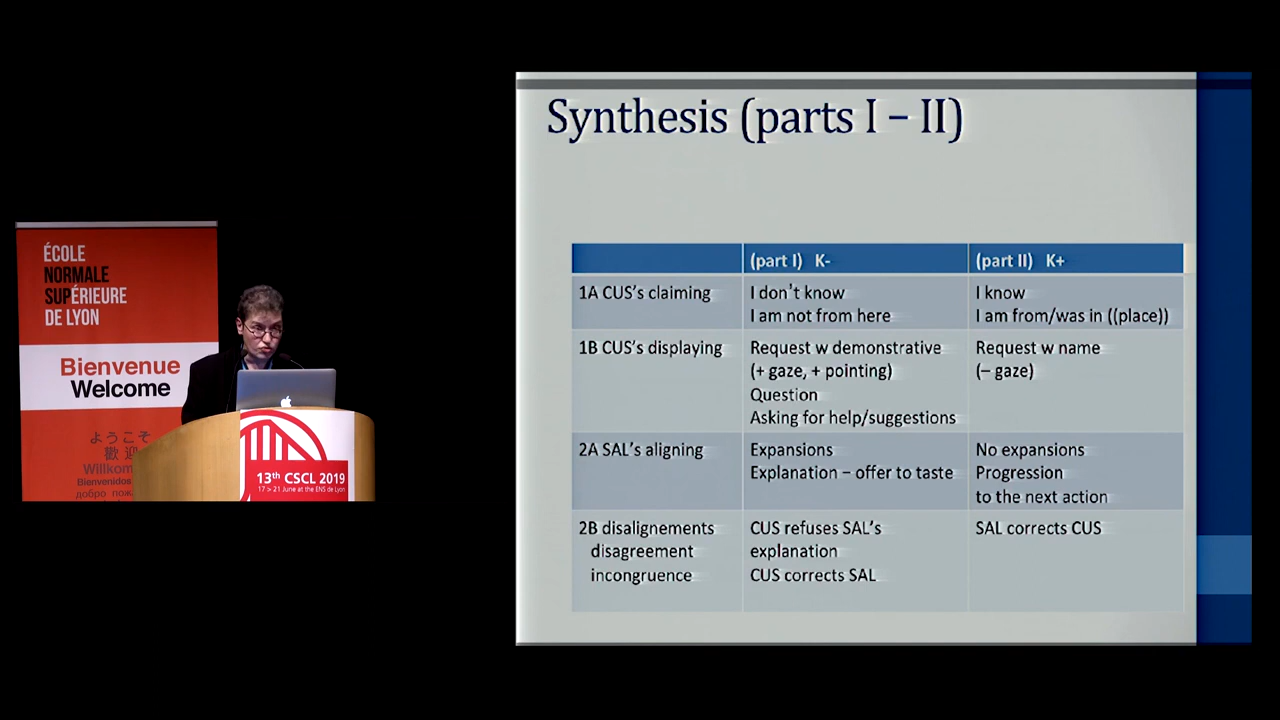 ÉCOLE
NORMALE
SUPÉRIEURE
DE LYON
Bienvenue
Welcome
ようこそ
歡迎
Bienvenidos
13th CSCL 2019
17 > 21 June at the ENS de Lyon
Synthesis (parts I – II)
(part I) K-
(part II) K+
1A CUS's claiming
I don't know
I am not from here
I know
I am from/was in ((place))
1B CUS's displaying
Request w demonstrative
(+ gaze, + pointing)
Question
Asking for help/suggestions
Request w name
(– gaze)
2A SAL's aligning
Expansions
Explanation – offer to taste
No expansions
Progression
to the next action
2B disalignements
disagreement
incongruence
CUS refuses SAL's
explanation
CUS corrects SAL
SAL corrects CUS